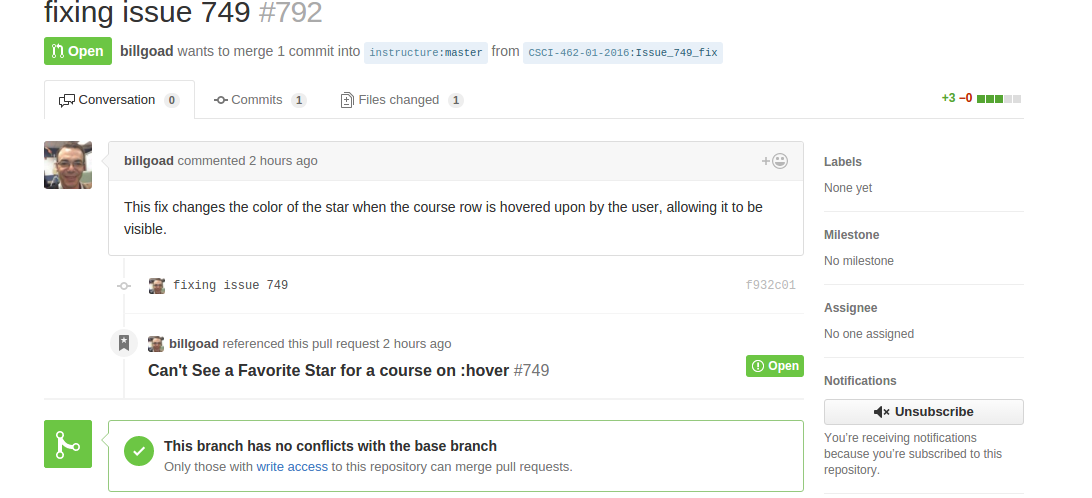 fixing issue 749 #792
Open billgoad wants to merge 1 commit into instructure:master from CSCI-462-01-2016:Issue_749_fix
Conversation 0 Commits 1 Files changed 1 +3 −0
billgoad commented 2 hours ago
This fix changes the color of the star when the course row is hovered upon by the user, allowing it to be
visible.
fixing issue 749 f932c01
billgoad referenced this pull request 2 hours ago
Can't See a Favorite Star for a course on :hover #749 Open
This branch has no conflicts with the base branch
Only those with write access to this repository can merge pull requests.
Labels
None yet
Milestone
No milestone
Assignee
No one assigned
Notifications
Unsubscribe
You're receiving notifications
because you're subscribed to this
repository.